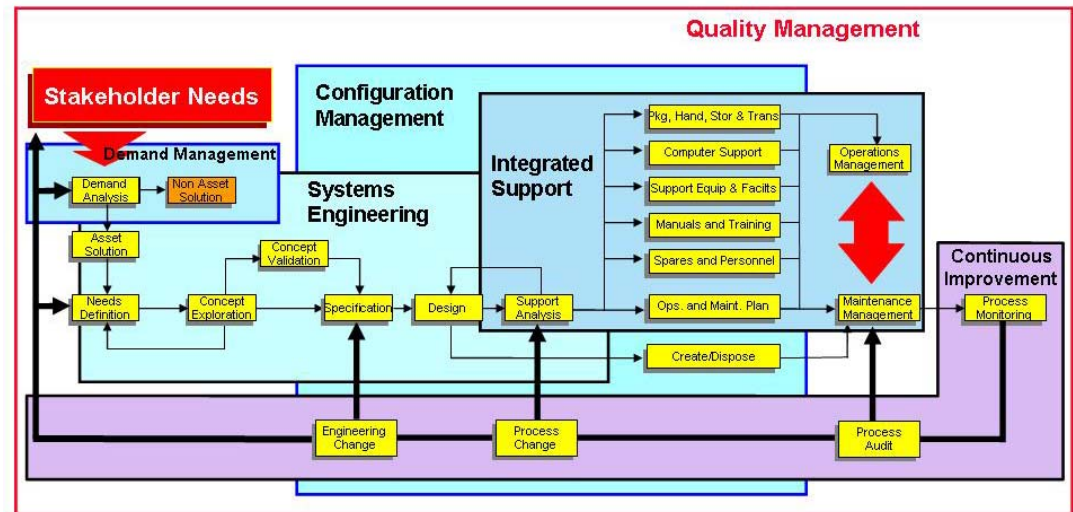 Quality Management
Stakeholder Needs
Configuration
Management
Demand Management
Integrated
Support
Pkg, Hand, Stor & Trans
Computer Support
Operations
Management
Demand
Analysis
Non Asset
Solution
Systems
Engineering
Support Equip & Facilts
Manuals and Training
Asset
Solution
Concept
Validation
Spares and Personnel
Continuous
Improvement
Needs
Definition
Concept
Exploration
Specification
Design
Support
Analysis
Ops. and Maint. Plan
Maintenance
Management
Process
Monitoring
Create/Dispose
Engineering
Change
Process
Change
Process
Audit